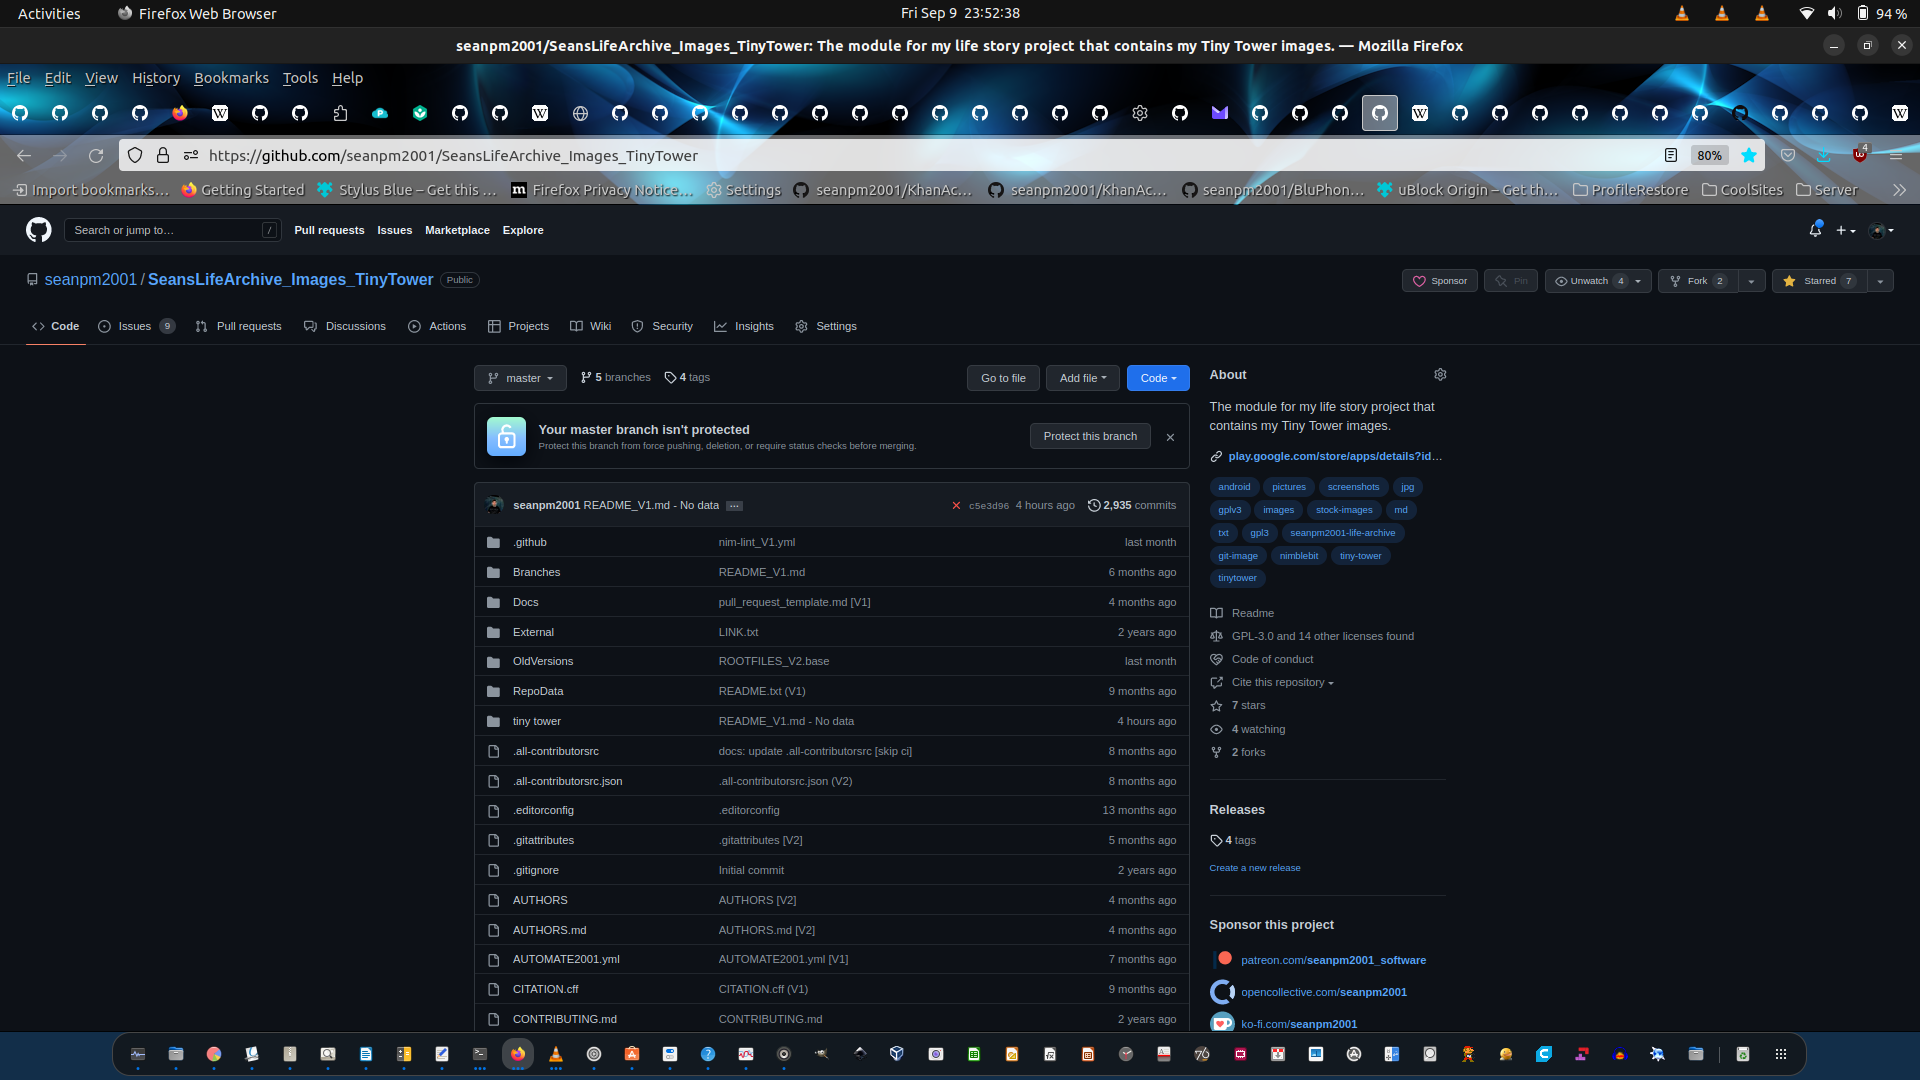 Activities Firefox Web Browser Fri Sep 9 23:52:38 94 %
seanpm2001/SeansLifeArchive_Images_TinyTower: The module for my life story project that contains my Tiny Tower images. — Mozilla Firefox
File Edit View History Bookmarks Tools Help
https://github.com/seanpm2001/SeansLifeArchive_Images_TinyTower 80% 4
Import bookmarks… Getting Started Stylus Blue – Get this … Firefox Privacy Notice… Settings seanpm2001/KhanAc… seanpm2001/KhanAc… seanpm2001/BluPhon… uBlock Origin – Get th… ProfileRestore CoolSites Server
Search or jump to… / Pull requests Issues Marketplace Explore
seanpm2001 / SeansLifeArchive_Images_TinyTower Public Sponsor Pin Unwatch 4 Fork 2 Starred 7
Code Issues 9 Pull requests Discussions Actions Projects Wiki Security Insights Settings
master 5 branches 4 tags Go to file Add file Code
Your master branch isn't protected
Protect this branch from force pushing, deletion, or require status checks before merging.
Protect this branch
seanpm2001 README_V1.md - No data … c5e3d96 4 hours ago 2,935 commits
.github nim-lint_V1.yml last month
Branches README_V1.md 6 months ago
Docs pull_request_template.md [V1] 4 months ago
External LINK.txt 2 years ago
OldVersions ROOTFILES_V2.base last month
RepoData README.txt (V1) 9 months ago
tiny tower README_V1.md - No data 4 hours ago
.all-contributorsrc docs: update .all-contributorsrc [skip ci] 8 months ago
.all-contributorsrc.json .all-contributorsrc.json (V2) 8 months ago
.editorconfig .editorconfig 13 months ago
.gitattributes .gitattributes [V2] 5 months ago
.gitignore Initial commit 2 years ago
AUTHORS AUTHORS [V2] 4 months ago
AUTHORS.md AUTHORS.md [V2] 4 months ago
AUTOMATE2001.yml AUTOMATE2001.yml [V1] 7 months ago
CITATION.cff CITATION.cff (V1) 9 months ago
CONTRIBUTING.md CONTRIBUTING.md 2 years ago
About
The module for my life story project that
contains my Tiny Tower images.
play.google.com/store/apps/details?id…
android pictures screenshots jpg
gplv3 images stock-images md
txt gpl3 seanpm2001-life-archive
git-image nimblebit tiny-tower
tinytower
Readme
GPL-3.0 and 14 other licenses found
Code of conduct
Cite this repository
7 stars
4 watching
2 forks
Releases
4 tags
Create a new release
Sponsor this project
patreon.com/seanpm2001_software
opencollective.com/seanpm2001
ko-fi.com/seanpm2001